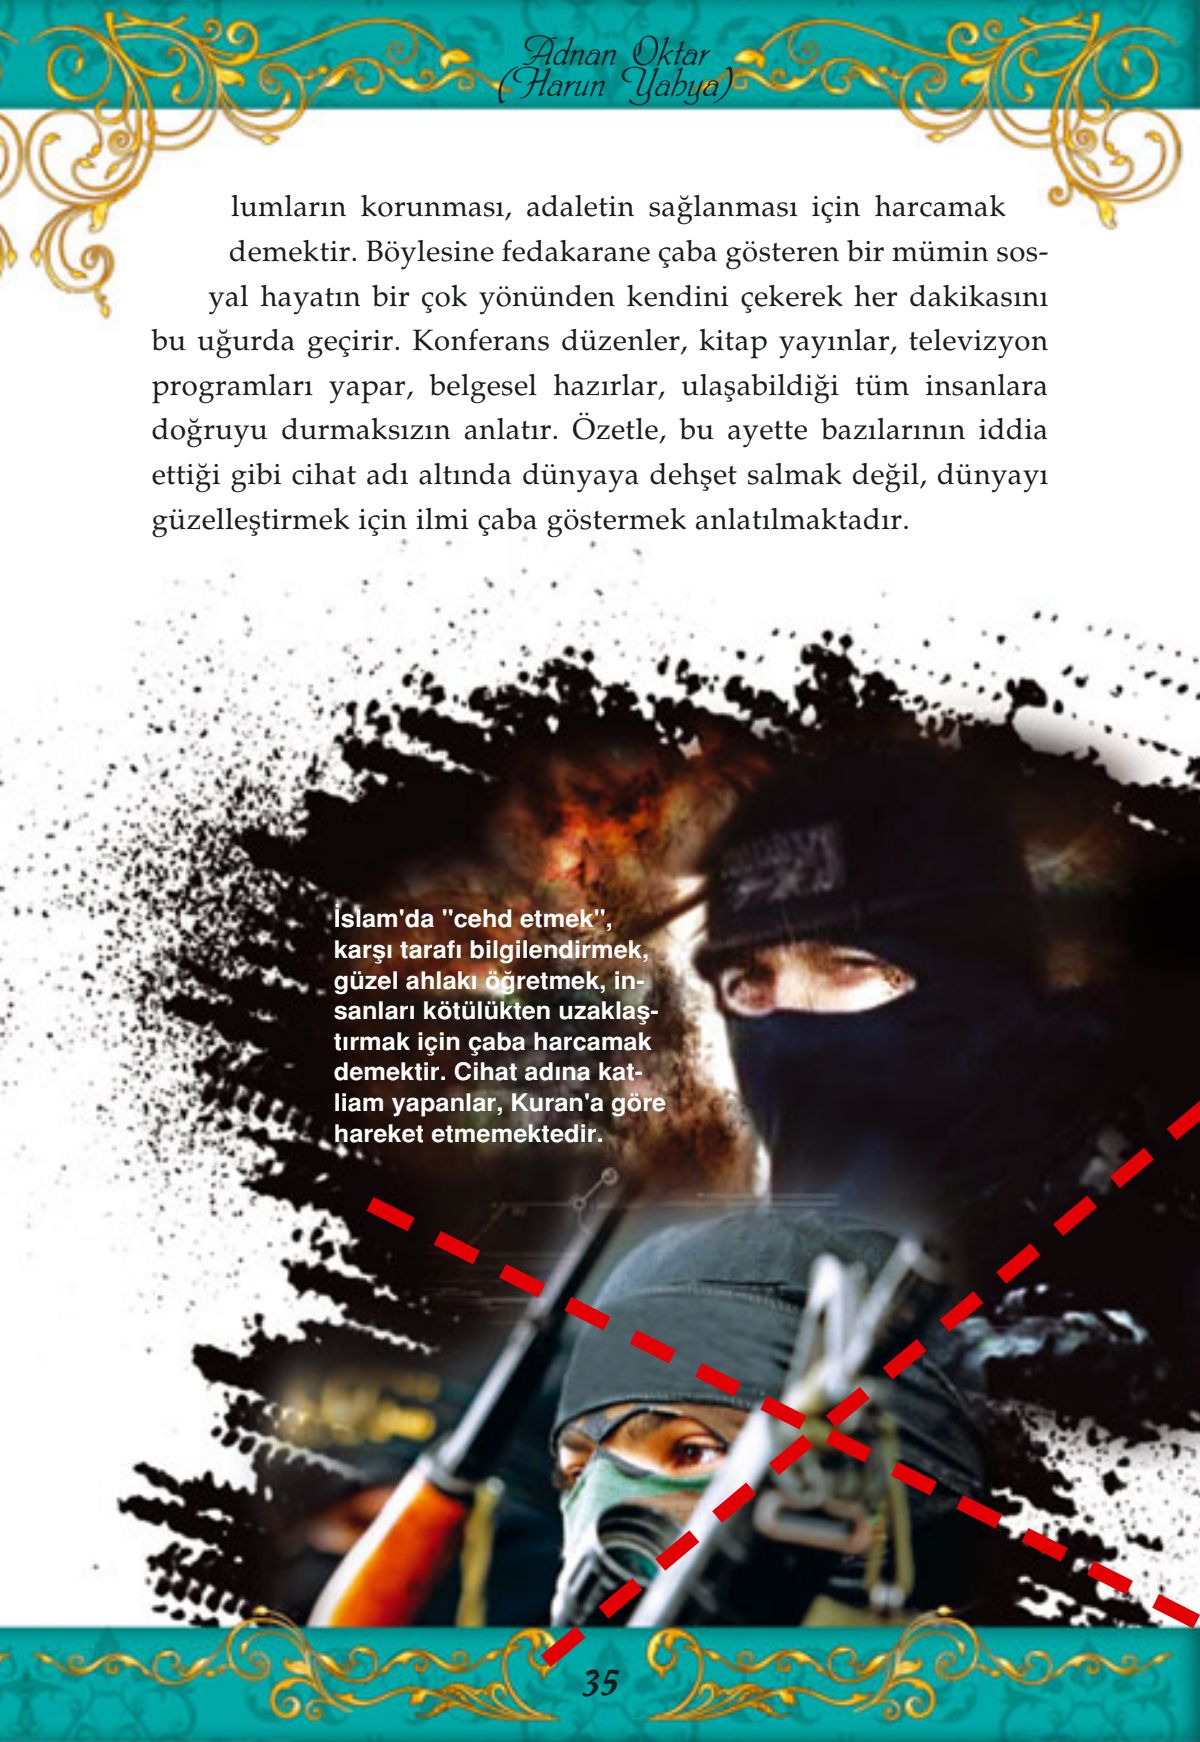 Adnan Oktar
(Harun Yahya)
lumların korunması, adaletin sağlanması için harcamak
demektir. Böylesine fedakarane çaba gösteren bir mümin sos-
yal hayatın bir çok yönünden kendini çekerek her dakikasını
bu uğurda geçirir. Konferans düzenler, kitap yayınlar, televizyon
programları yapar, belgesel hazırlar, ulaşabildiği tüm insanlara
doğruyu durmaksızın anlatır. Özetle, bu ayette bazılarının iddia
ettiği gibi cihat adı altında dünyaya dehşet salmak değil, dünyayı
güzelleştirmek için ilmi çaba göstermek anlatılmaktadır.
İslam'da "cehd etmek",
karşı tarafı bilgilendirmek,
güzel ahlakı öğretmek, in-
sanları kötülükten uzaklaş-
tırmak için çaba harcamak
demektir. Cihat adına kat-
liam yapanlar, Kuran'a göre
hareket etmemektedir.
35